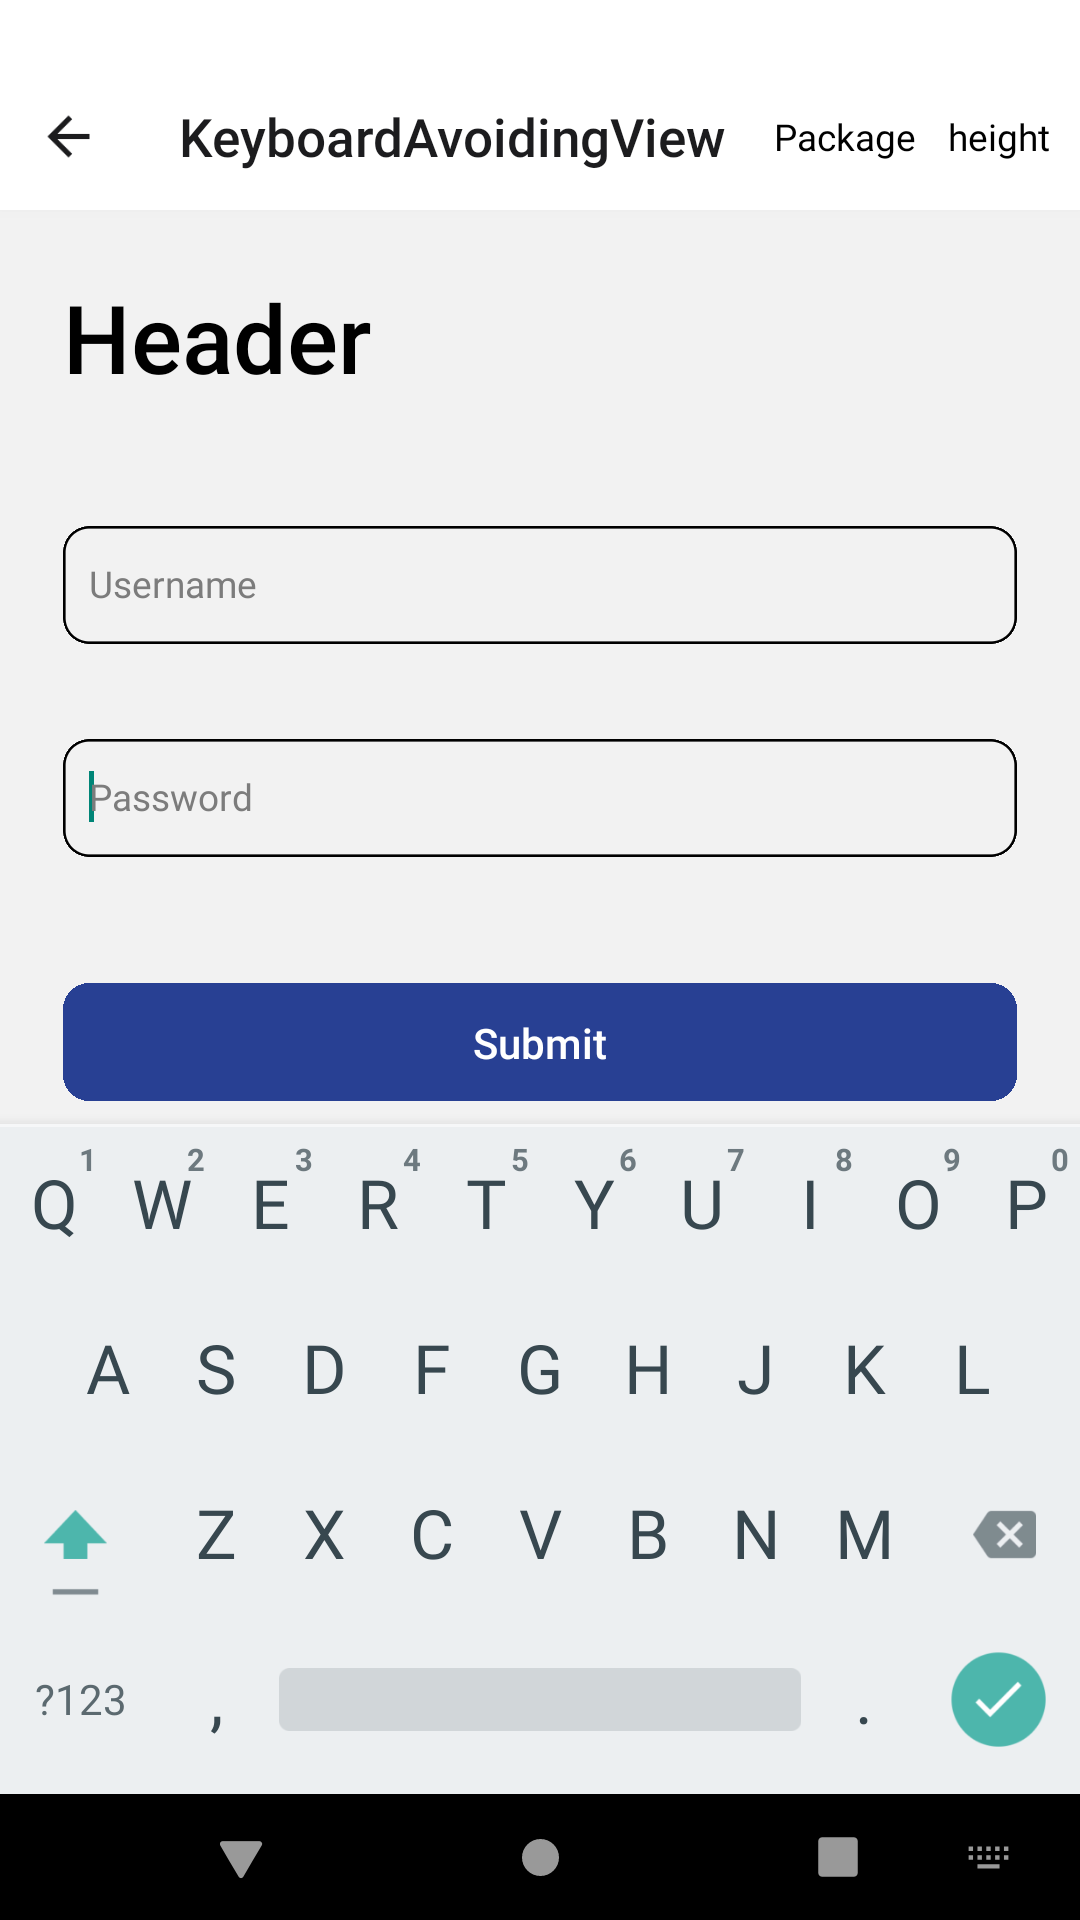 KeyboardAvoidingView Package height
Header
Username
Password
Submit
1 2 3 4 5 6 7 8 9 0
Q W E R T Y U I O P
A S D F G H J K L
Z X C V B N M
?123 , .